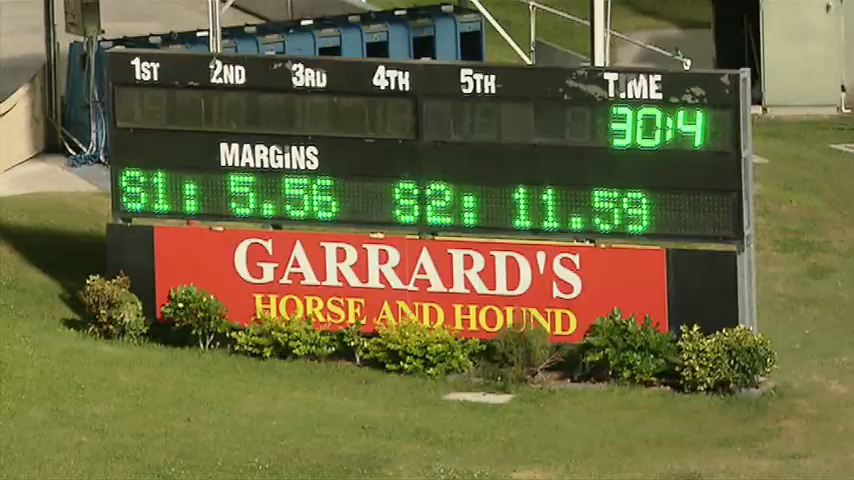 1ST 2ND 3RD 4TH 5TH TIME
30:4
MARGINS
S1: 5.56 S2: 11.59
GARRARD'S
HORSE AND HOUND